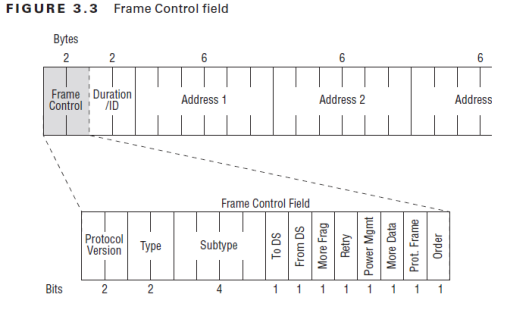 FIGURE 3.3 Frame Control field
Bytes
2 2 6 6 6
Frame Control
Duration /ID
Address 1
Address 2
Address
Frame Control Field
Protocol Version
Type
Subtype
To DS
From DS
More Frag
Retry
Power Mgmt
More Data
Prot. Frame
Order
Bits 2 2 4 1 1 1 1 1 1 1 1